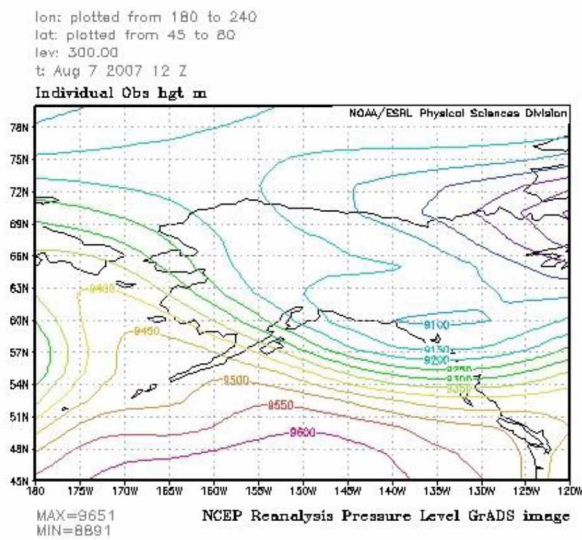 lon: plotted from 180 to 240
lat: plotted from 45 to 80
lev: 300.00
t: Aug 7 2007 12 Z
Individual Obs hgt m
NOAA/ESRL Physical Sciences Division
78N
75N
72N
69N
66N
63N
60N
57N
54N
51N
48N
45N
9400
9450
9500
9550
9600
9100
9150
9200
9250
9300
9350
180
175W
170W
165W
160W
155W
150W
145W
140W
135W
130W
125W
120W
MAX=9651
MIN=8891
NCEP Reanalysis Pressure Level GrADS image